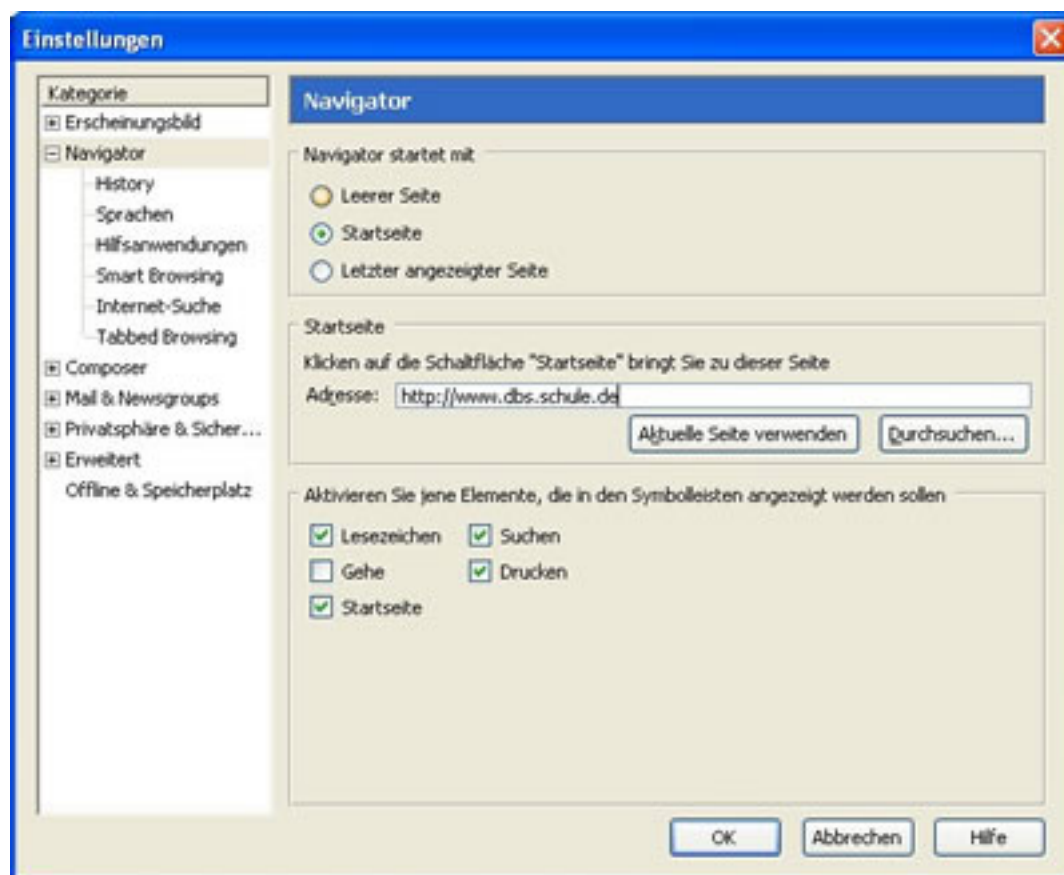 Einstellungen
Kategorie
Erscheinungsbild
Navigator
History
Sprachen
Hilfsanwendungen
Smart Browsing
Internet-Suche
Tabbed Browsing
Composer
Mail & Newsgroups
Privatsphäre & Sicher...
Erweitert
Offline & Speicherplatz
Navigator
Navigator startet mit
Leerer Seite
Startseite
Letzter angezeigter Seite
Startseite
Klicken auf die Schaltfläche "Startseite" bringt Sie zu dieser Seite
Adresse: http://www.dbs.schule.de
Aktuelle Seite verwenden Durchsuchen...
Aktivieren Sie jene Elemente, die in den Symbolleisten angezeigt werden sollen
Lesezeichen Suchen
Gehe Drucken
Startseite
OK Abbrechen Hilfe